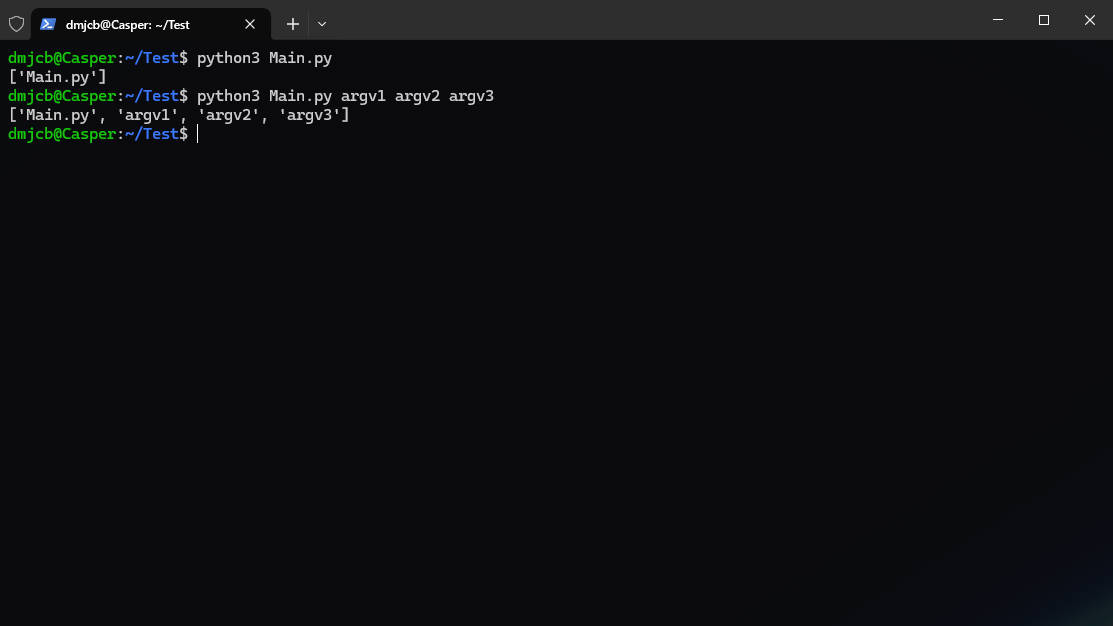 dmjcb@Casper: ~/Test
dmjcb@Casper:~/Test$ python3 Main.py
['Main.py']
dmjcb@Casper:~/Test$ python3 Main.py argv1 argv2 argv3
['Main.py', 'argv1', 'argv2', 'argv3']
dmjcb@Casper:~/Test$